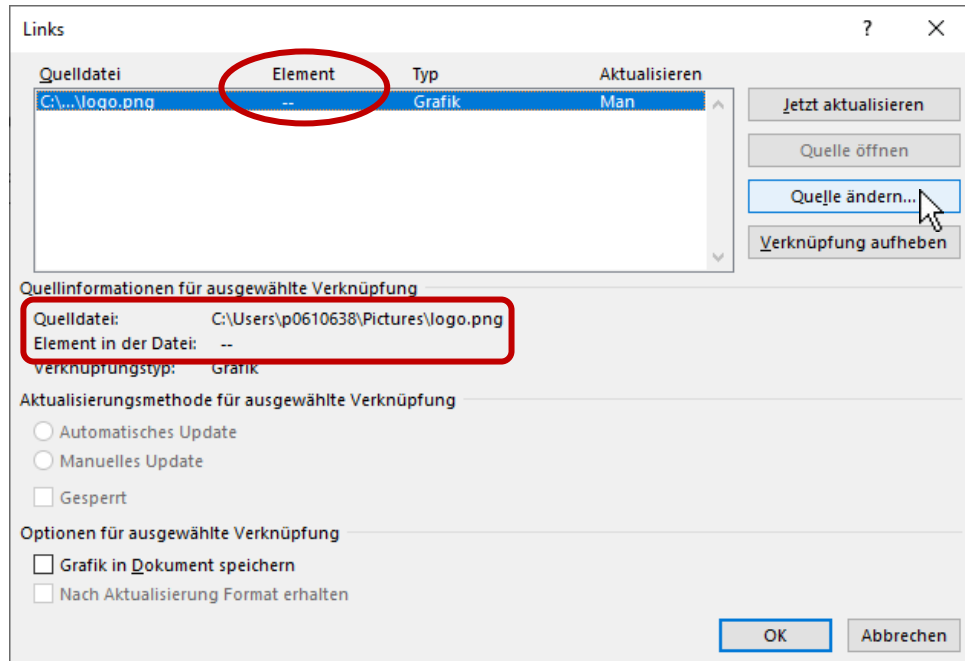 Links ?
Quelldatei Element Typ Aktualisieren
C:\...\logo.png -- Grafik Man
Jetzt aktualisieren
Quelle öffnen
Quelle ändern...
Verknüpfung aufheben
Quellinformationen für ausgewählte Verknüpfung
Quelldatei: C:\Users\p0610638\Pictures\logo.png
Element in der Datei: --
Verknüpfungstyp: Grafik
Aktualisierungsmethode für ausgewählte Verknüpfung
Automatisches Update
Manuelles Update
Gesperrt
Optionen für ausgewählte Verknüpfung
Grafik in Dokument speichern
Nach Aktualisierung Format erhalten
OK Abbrechen